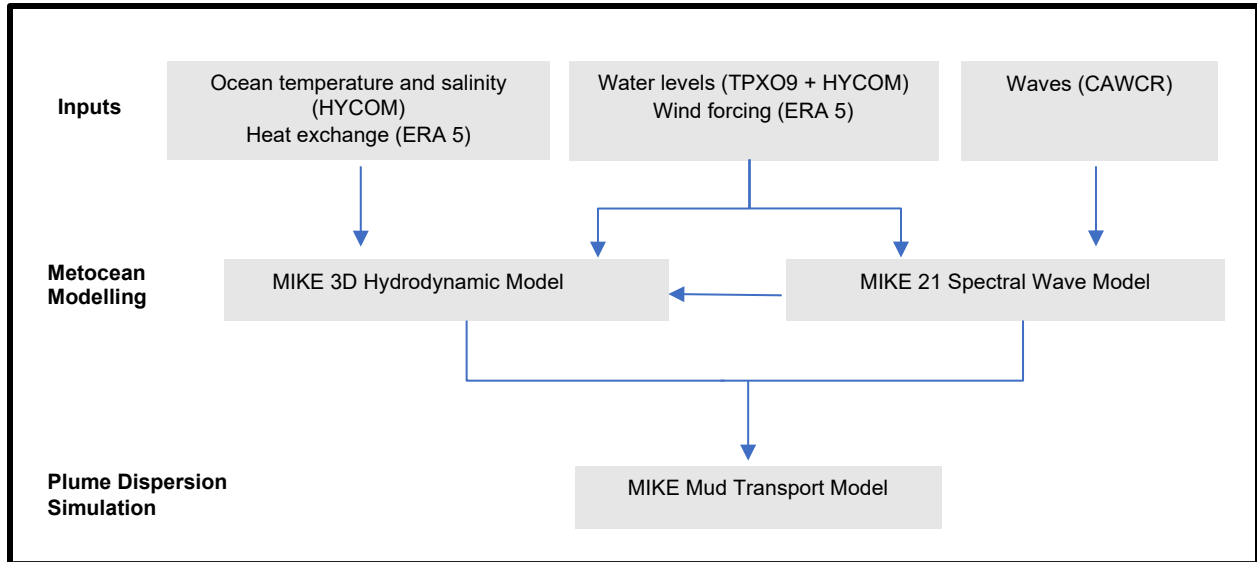 Inputs
Ocean temperature and salinity
(HYCOM)
Heat exchange (ERA 5)
Water levels (TPXO9 + HYCOM)
Wind forcing (ERA 5)
Waves (CAWCR)
Metocean
Modelling
MIKE 3D Hydrodynamic Model
MIKE 21 Spectral Wave Model
Plume Dispersion
Simulation
MIKE Mud Transport Model